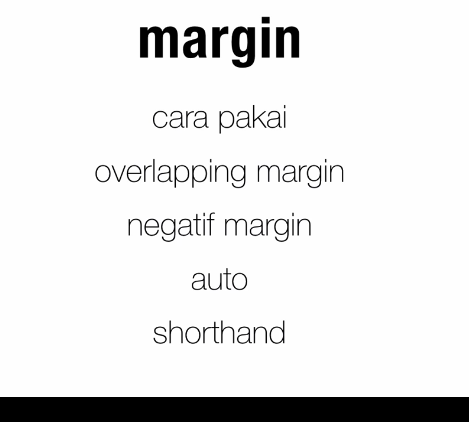 margin
cara pakai
overlapping margin
negatif margin
auto
shorthand